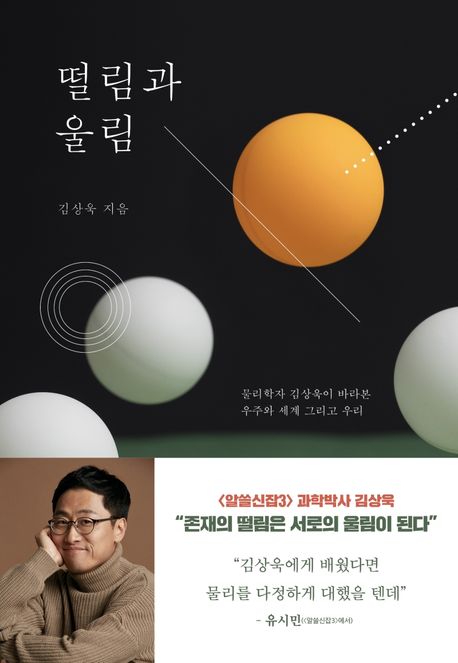 떨림과
울림
김상욱 지음
물리학자 김상욱이 바라본
우주와 세계 그리고 우리
<알쓸신잡3> 과학박사 김상욱
“존재의 떨림은 서로의 울림이 된다”
“김상욱에게 배웠다면
물리를 다정하게 대했을 텐데”
- 유시민(<알쓸신잡3>에서)